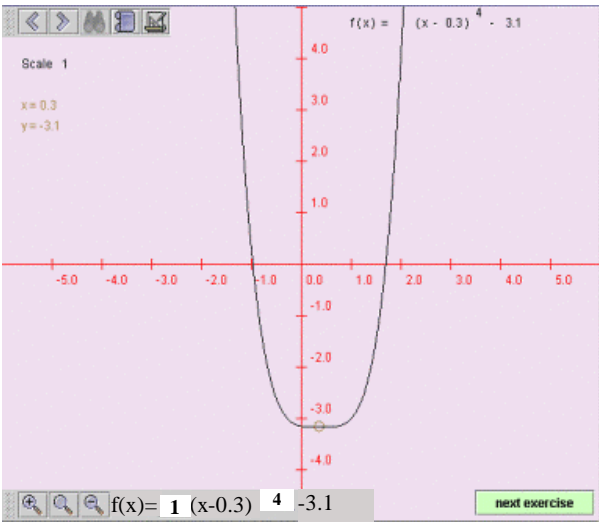 f(x) = (x - 0.3) 4 - 3.1
Scale 1
x = 0.3
y = -3.1
4.0
3.0
2.0
1.0
-5.0 -4.0 -3.0 -2.0 -1.0 0.0 1.0 2.0 3.0 4.0 5.0
-1.0
-2.0
-3.0
-4.0
f(x)= 1 (x-0.3) 4 -3.1
next exercise